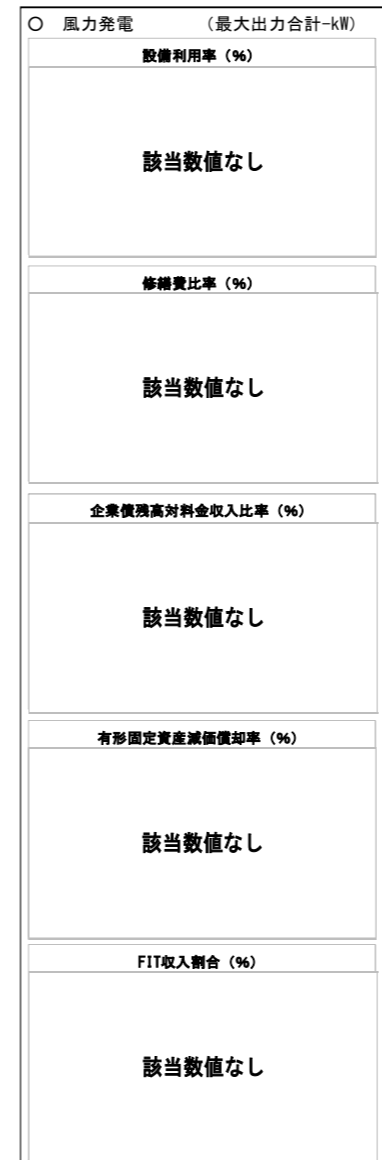 ○ 風力発電 （最大出力合計-kW）
設備利用率（%）
該当数値なし
修繕費比率（%）
該当数値なし
企業債残高対料金収入比率（%）
該当数値なし
有形固定資産減価償却率（%）
該当数値なし
FIT収入割合（%）
該当数値なし